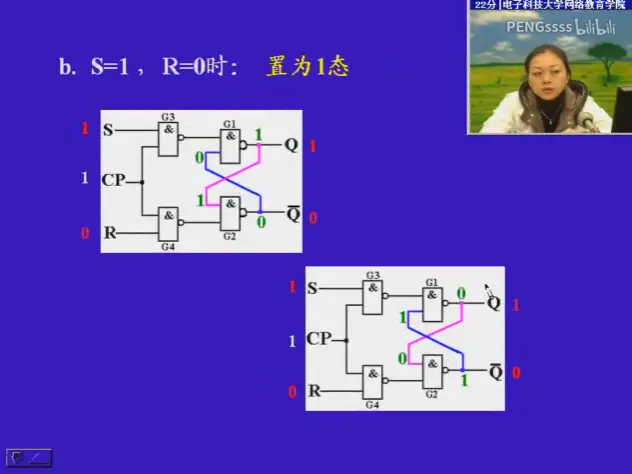 22分|电子科技大学网络教育学院
PENGssss bilibili
b. S=1， R=0时： 置为1态
G3 G1
1 S & & 1 Q 1
0
1 CP
1
0 R & & 0 Q̅ 0
G4 G2
G3 G1
1 S & & 0 Q 1
1
1 CP
0
0 R & & 1 Q̅ 0
G4 G2